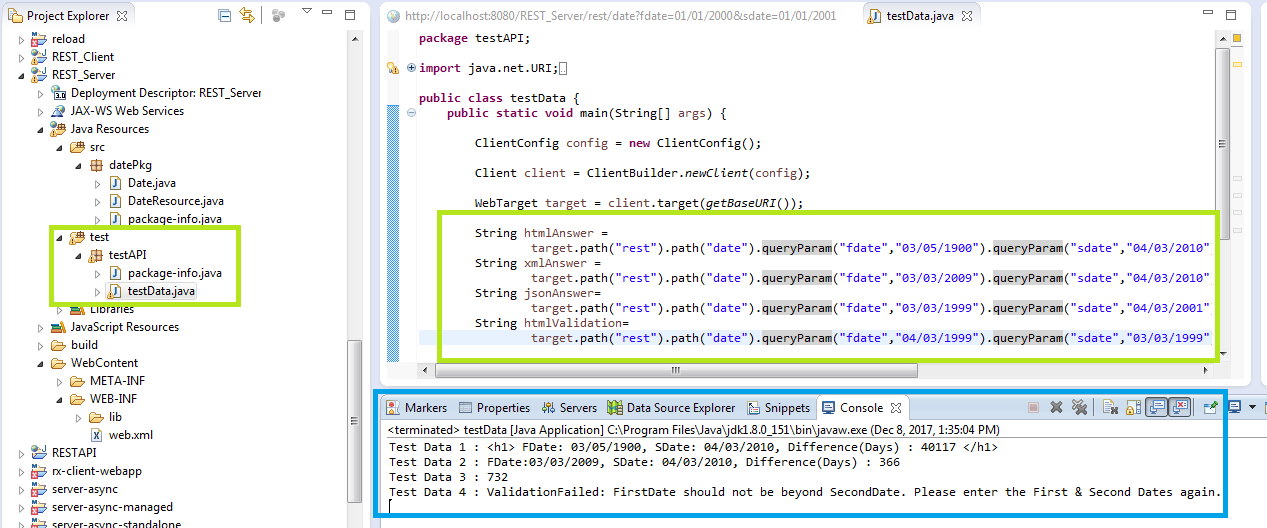 Project Explorer
reload
REST_Client
REST_Server
Deployment Descriptor: REST_Server
JAX-WS Web Services
Java Resources
src
datePkg
Date.java
DateResource.java
package-info.java
test
testAPI
package-info.java
testData.java
Libraries
JavaScript Resources
build
WebContent
META-INF
WEB-INF
lib
web.xml
RESTAPI
rx-client-webapp
server-async
server-async-managed
server-async-standalone
http://localhost:8080/REST_Server/rest/date?fdate=01/01/2000&sdate=01/01/2001
testData.java
package testAPI;
import java.net.URI;
public class testData {
public static void main(String[] args) {
ClientConfig config = new ClientConfig();
Client client = ClientBuilder.newClient(config);
WebTarget target = client.target(getBaseURI());
String htmlAnswer =
target.path("rest").path("date").queryParam("fdate","03/05/1900").queryParam("sdate","04/03/2010"
String xmlAnswer =
target.path("rest").path("date").queryParam("fdate","03/03/2009").queryParam("sdate","04/03/2010"
String jsonAnswer=
target.path("rest").path("date").queryParam("fdate","03/03/1999").queryParam("sdate","04/03/2001"
String htmlValidation=
target.path("rest").path("date").queryParam("fdate","04/03/1999").queryParam("sdate","03/03/1999"
Markers Properties Servers Data Source Explorer Snippets Console
<terminated> testData [Java Application] C:\Program Files\Java\jdk1.8.0_151\bin\javaw.exe (Dec 8, 2017, 1:35:04 PM)
Test Data 1 : <h1> FDate: 03/05/1900, SDate: 04/03/2010, Difference(Days) : 40117 </h1>
Test Data 2 : FDate:03/03/2009, SDate: 04/03/2010, Difference(Days) : 366
Test Data 3 : 732
Test Data 4 : ValidationFailed: FirstDate should not be beyond SecondDate. Please enter the First & Second Dates again.